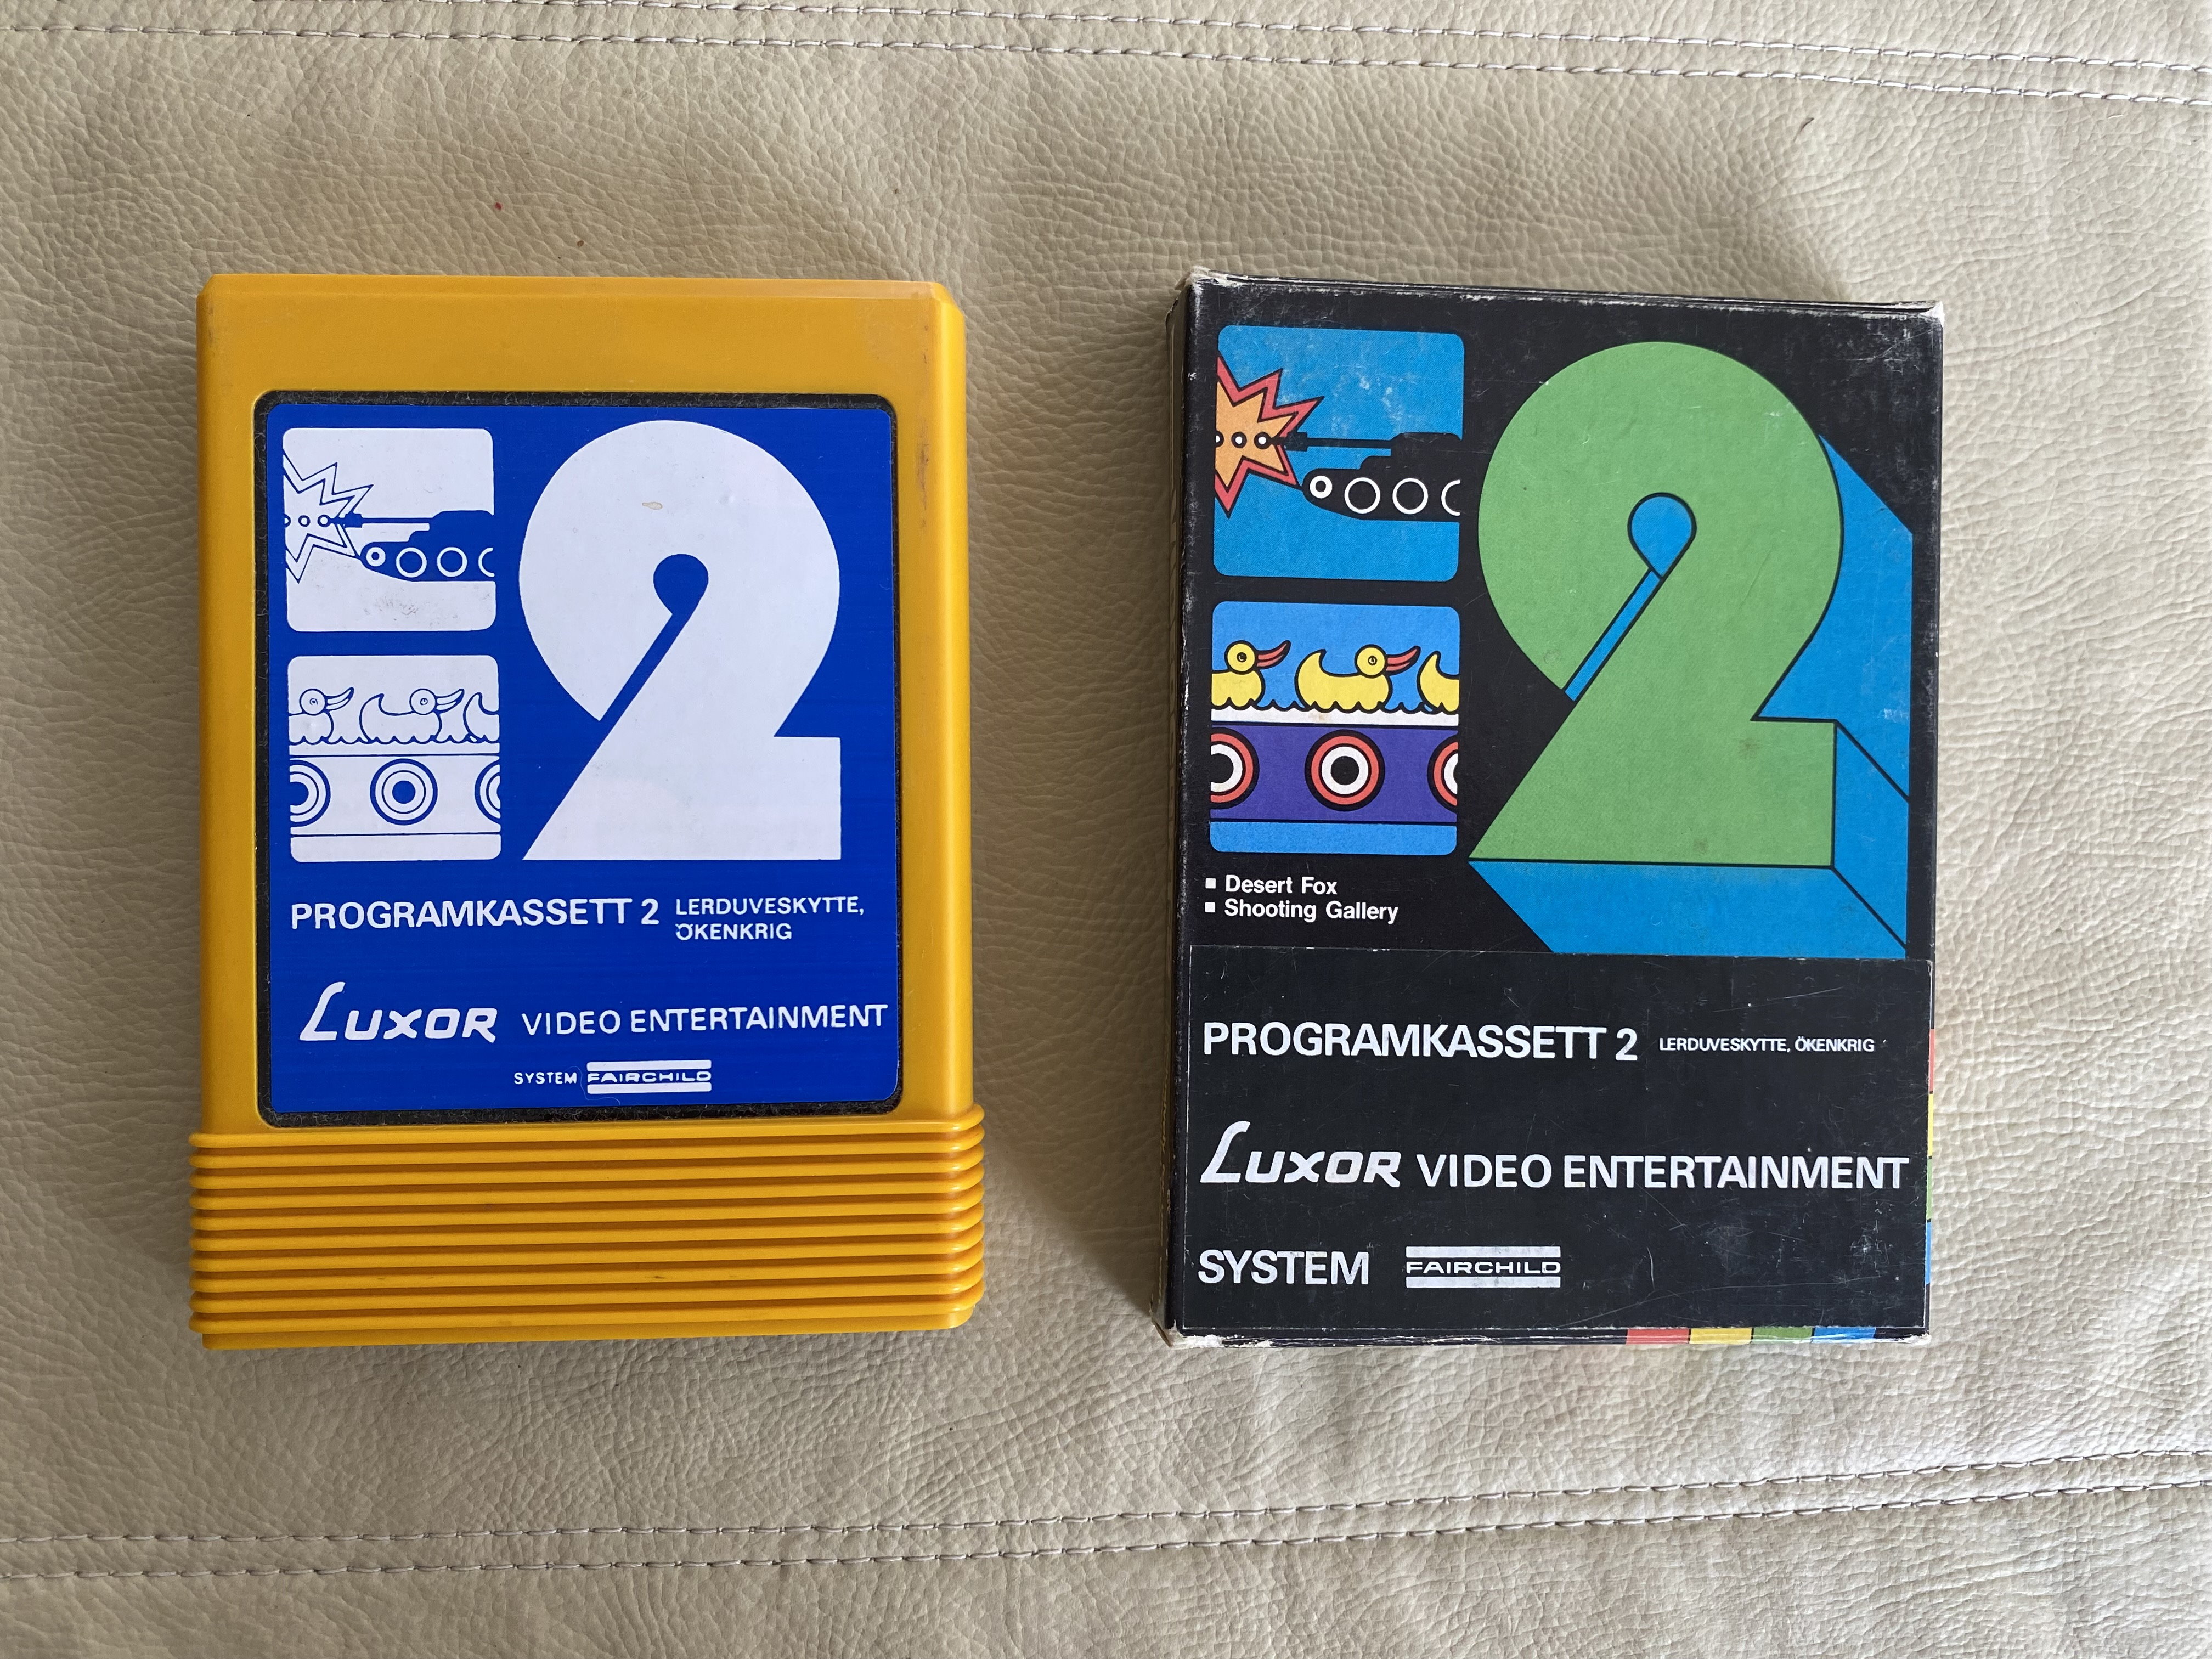 2
PROGRAMKASSETT 2 LERDUVESKYTTE,
ÖKENKRIG
LUXOR VIDEO ENTERTAINMENT
SYSTEM FAIRCHILD
2
▪ Desert Fox
▪ Shooting Gallery
PROGRAMKASSETT 2 LERDUVESKYTTE, ÖKENKRIG
LUXOR VIDEO ENTERTAINMENT
SYSTEM FAIRCHILD